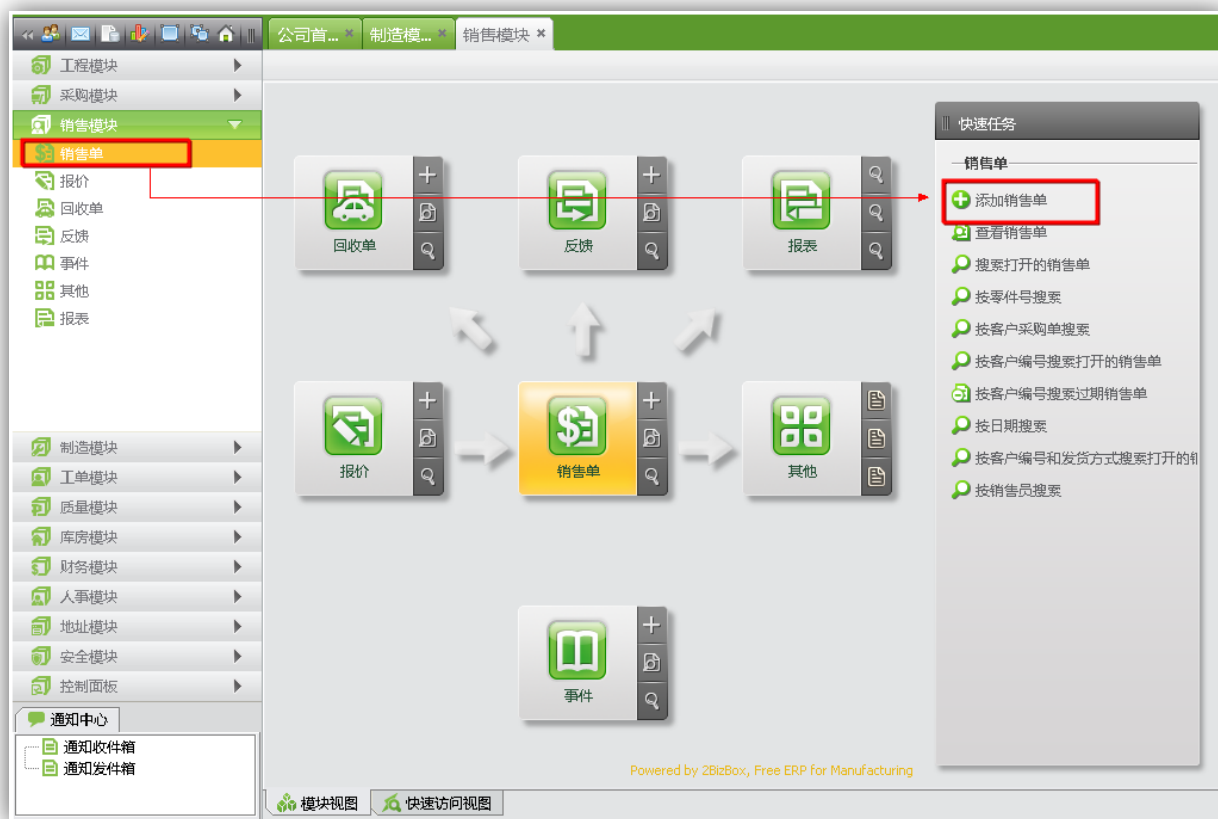 公司首...
制造模...
销售模块
工程模块
采购模块
销售模块
销售单
报价
回收单
反馈
事件
其他
报表
制造模块
工单模块
质量模块
库房模块
财务模块
人事模块
地址模块
安全模块
控制面板
通知中心
通知收件箱
通知发件箱
回收单
反馈
报表
报价
销售单
其他
事件
Powered by 2BizBox, Free ERP for Manufacturing
模块视图
快速访问视图
快速任务
销售单
添加销售单
查看销售单
搜索打开的销售单
按零件号搜索
按客户采购单搜索
按客户编号搜索打开的销售单
按客户编号搜索过期销售单
按日期搜索
按客户编号和发货方式搜索打开的
按销售员搜索